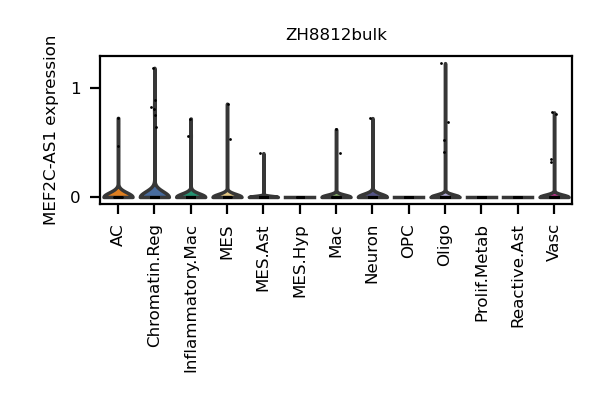 ZH8812bulk
MEF2C-AS1 expression
1
0
AC
Chromatin.Reg
Inflammatory.Mac
MES
MES.Ast
MES.Hyp
Mac
Neuron
OPC
Oligo
Prolif.Metab
Reactive.Ast
Vasc